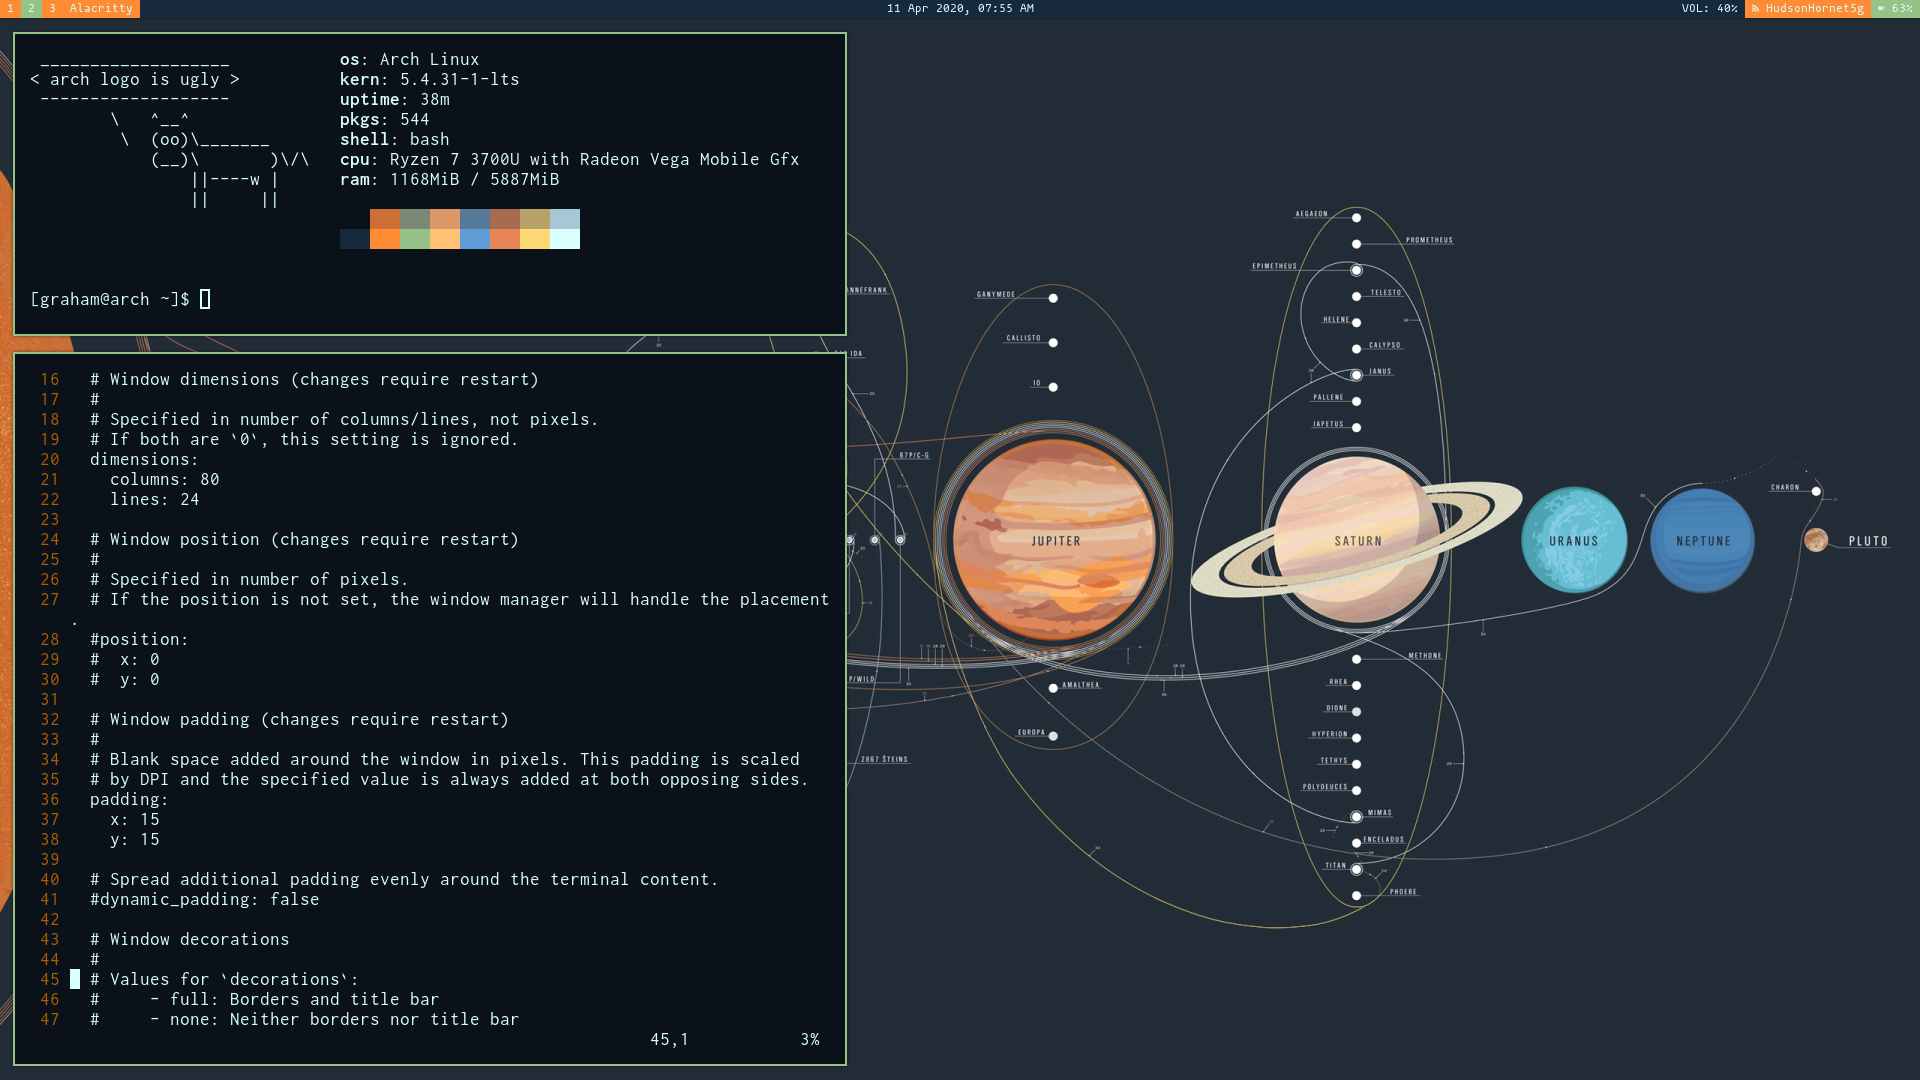 1 2 3 Alacritty
11 Apr 2020, 07:55 AM
VOL: 40% HudsonHornet5g 63%
___________________
< arch logo is ugly >
-------------------
\ ^__^
\ (oo)\_______
(__)\ )\/\
||----w |
|| ||
os: Arch Linux
kern: 5.4.31-1-lts
uptime: 38m
pkgs: 544
shell: bash
cpu: Ryzen 7 3700U with Radeon Vega Mobile Gfx
ram: 1168MiB / 5887MiB
[graham@arch ~]$
16 # Window dimensions (changes require restart)
17 #
18 # Specified in number of columns/lines, not pixels.
19 # If both are `0`, this setting is ignored.
20 dimensions:
21 columns: 80
22 lines: 24
23
24 # Window position (changes require restart)
25 #
26 # Specified in number of pixels.
27 # If the position is not set, the window manager will handle the placement
.
28 #position:
29 # x: 0
30 # y: 0
31
32 # Window padding (changes require restart)
33 #
34 # Blank space added around the window in pixels. This padding is scaled
35 # by DPI and the specified value is always added at both opposing sides.
36 padding:
37 x: 15
38 y: 15
39
40 # Spread additional padding evenly around the terminal content.
41 #dynamic_padding: false
42
43 # Window decorations
44 #
45 # Values for `decorations`:
46 # - full: Borders and title bar
47 # - none: Neither borders nor title bar
45,1 3%
ANNEFRANK
IDA
67P/C-G
P/WILD
2867 ŠTEINS
GANYMEDE
CALLISTO
IO
JUPITER
AMALTHEA
EUROPA
AEGAEON
PROMETHEUS
EPIMETHEUS
TELESTO
HELENE
CALYPSO
JANUS
PALLENE
IAPETUS
SATURN
METHONE
RHEA
DIONE
HYPERION
TETHYS
POLYDEUCES
MIMAS
ENCELADUS
TITAN
PHOEBE
URANUS
NEPTUNE
CHARON
PLUTO